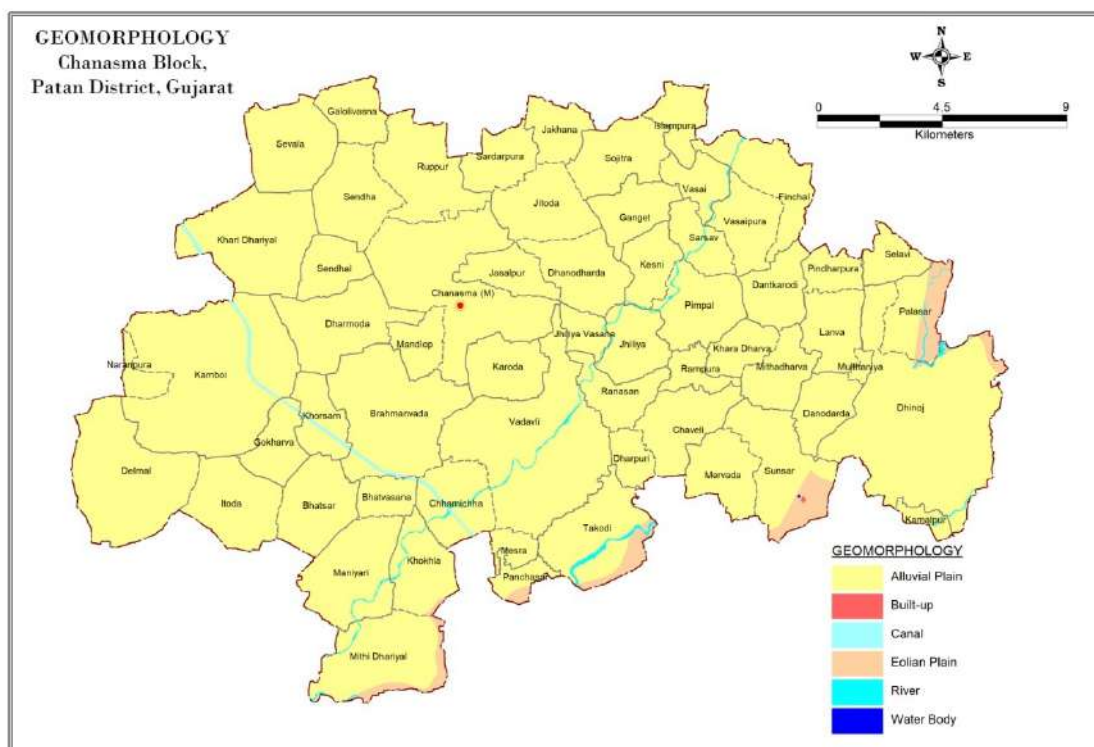 GEOMORPHOLOGY
Chanasma Block,
Patan District, Gujarat
N
W E
S
0 4.5 9
Kilometers
Galolivasna
Sevala
Ruppur
Sardarpura
Jakhana
Islampura
Sojitra
Vasai
Finchal
Sendha
Jitoda
Ganget
Vasaipura
Khari Dhariyal
Sarsav
Sendhal
Jasalpur
Dhanodharda
Kesni
Selavi
Pindharpura
Dantkarodi
Chanasma (M)
Pimpal
Palasar
Dharmoda
Mandlop
Jhiliya Vasana
Jhiliya
Lanva
Khara Dharva
Naranpura
Kamboi
Karoda
Rampura
Mithadharva
Multhaniya
Ranasan
Khorsam
Brahmanvada
Vadavli
Danodarda
Dhinoj
Gokharva
Chaveli
Delmal
Dharpuri
Marvada
Sunsar
Itoda
Bhatsar
Bhatvasana
Chhamichha
Takodi
Kamalpur
Mesra
Maniyari
Khokhla
Panchasar
Mithi Dhariyal
GEOMORPHOLOGY
Alluvial Plain
Built-up
Canal
Eolian Plain
River
Water Body